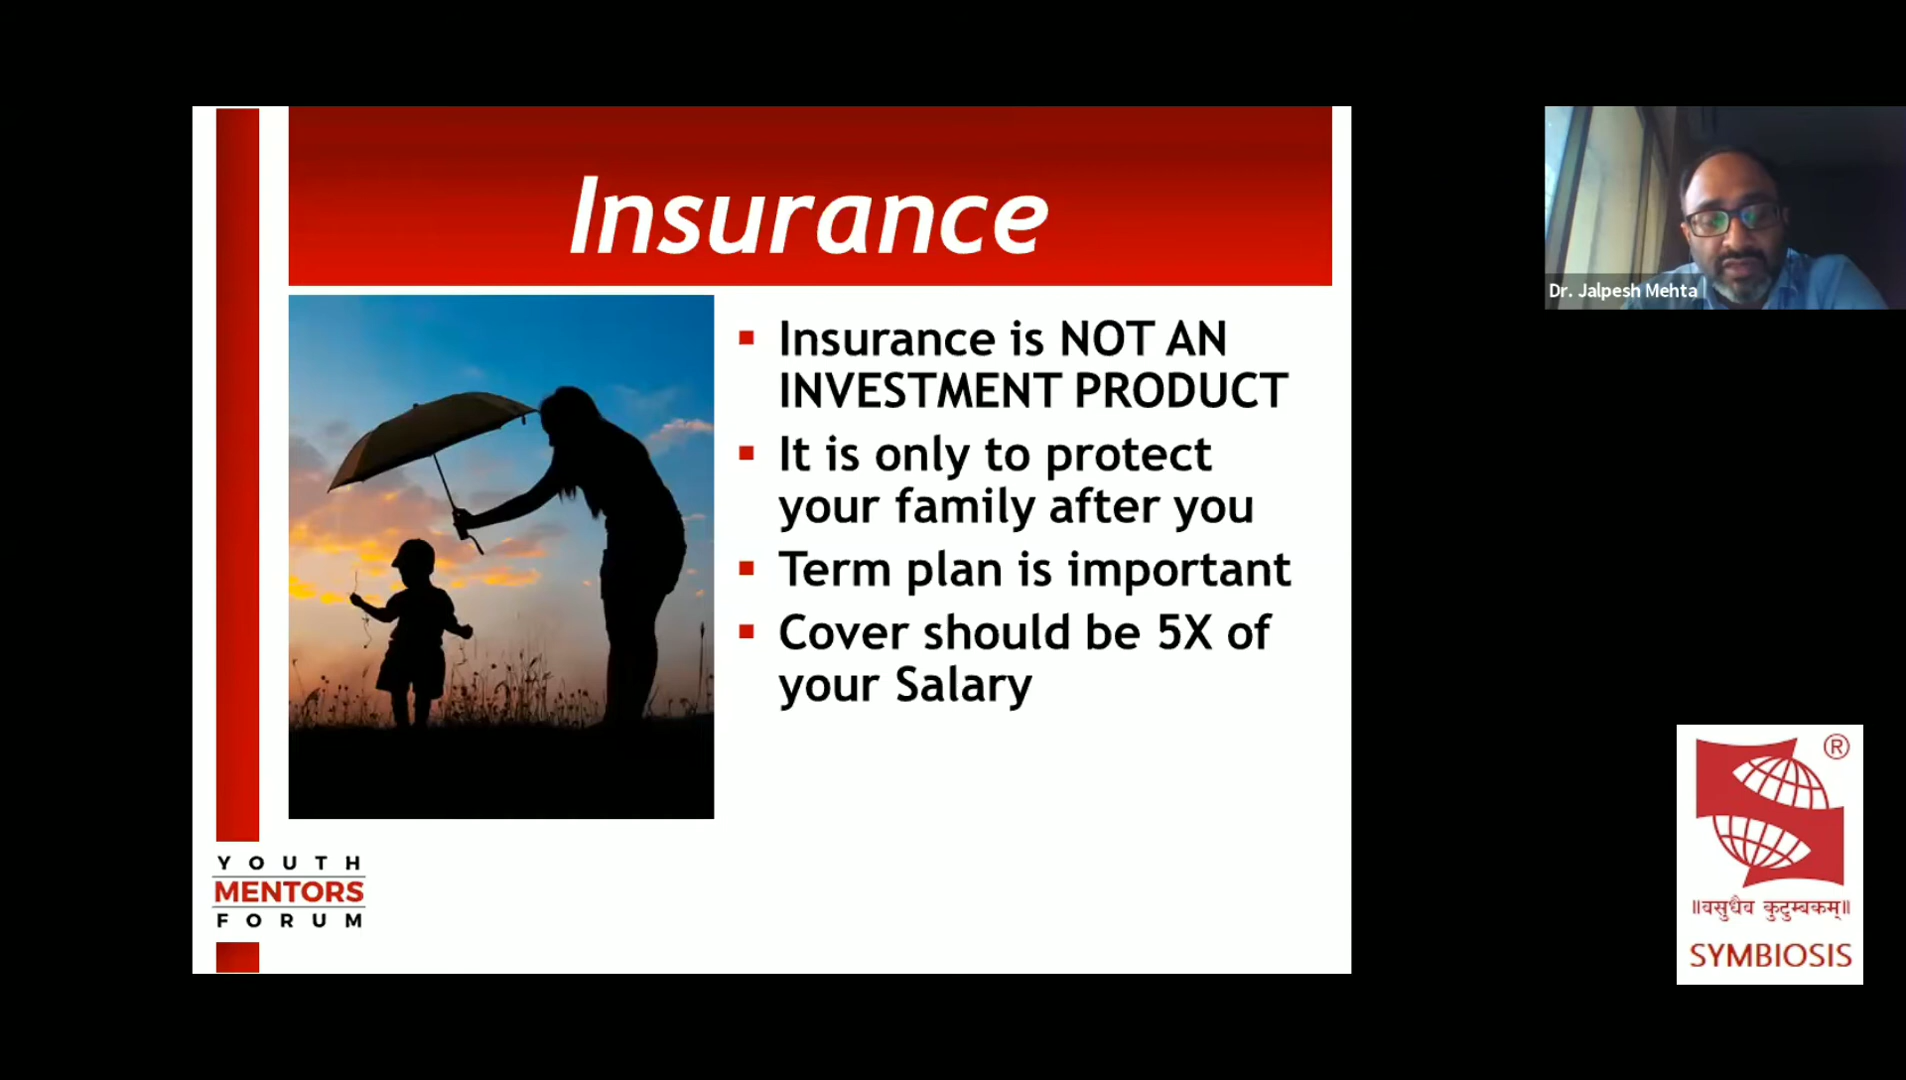 Insurance
Insurance is NOT AN
INVESTMENT PRODUCT
It is only to protect
your family after you
Term plan is important
Cover should be 5X of
your Salary
YOUTH
MENTORS
FORUM
Dr. Jalpesh Mehta
®
॥वसुधैव कुटुम्बकम्॥
SYMBIOSIS